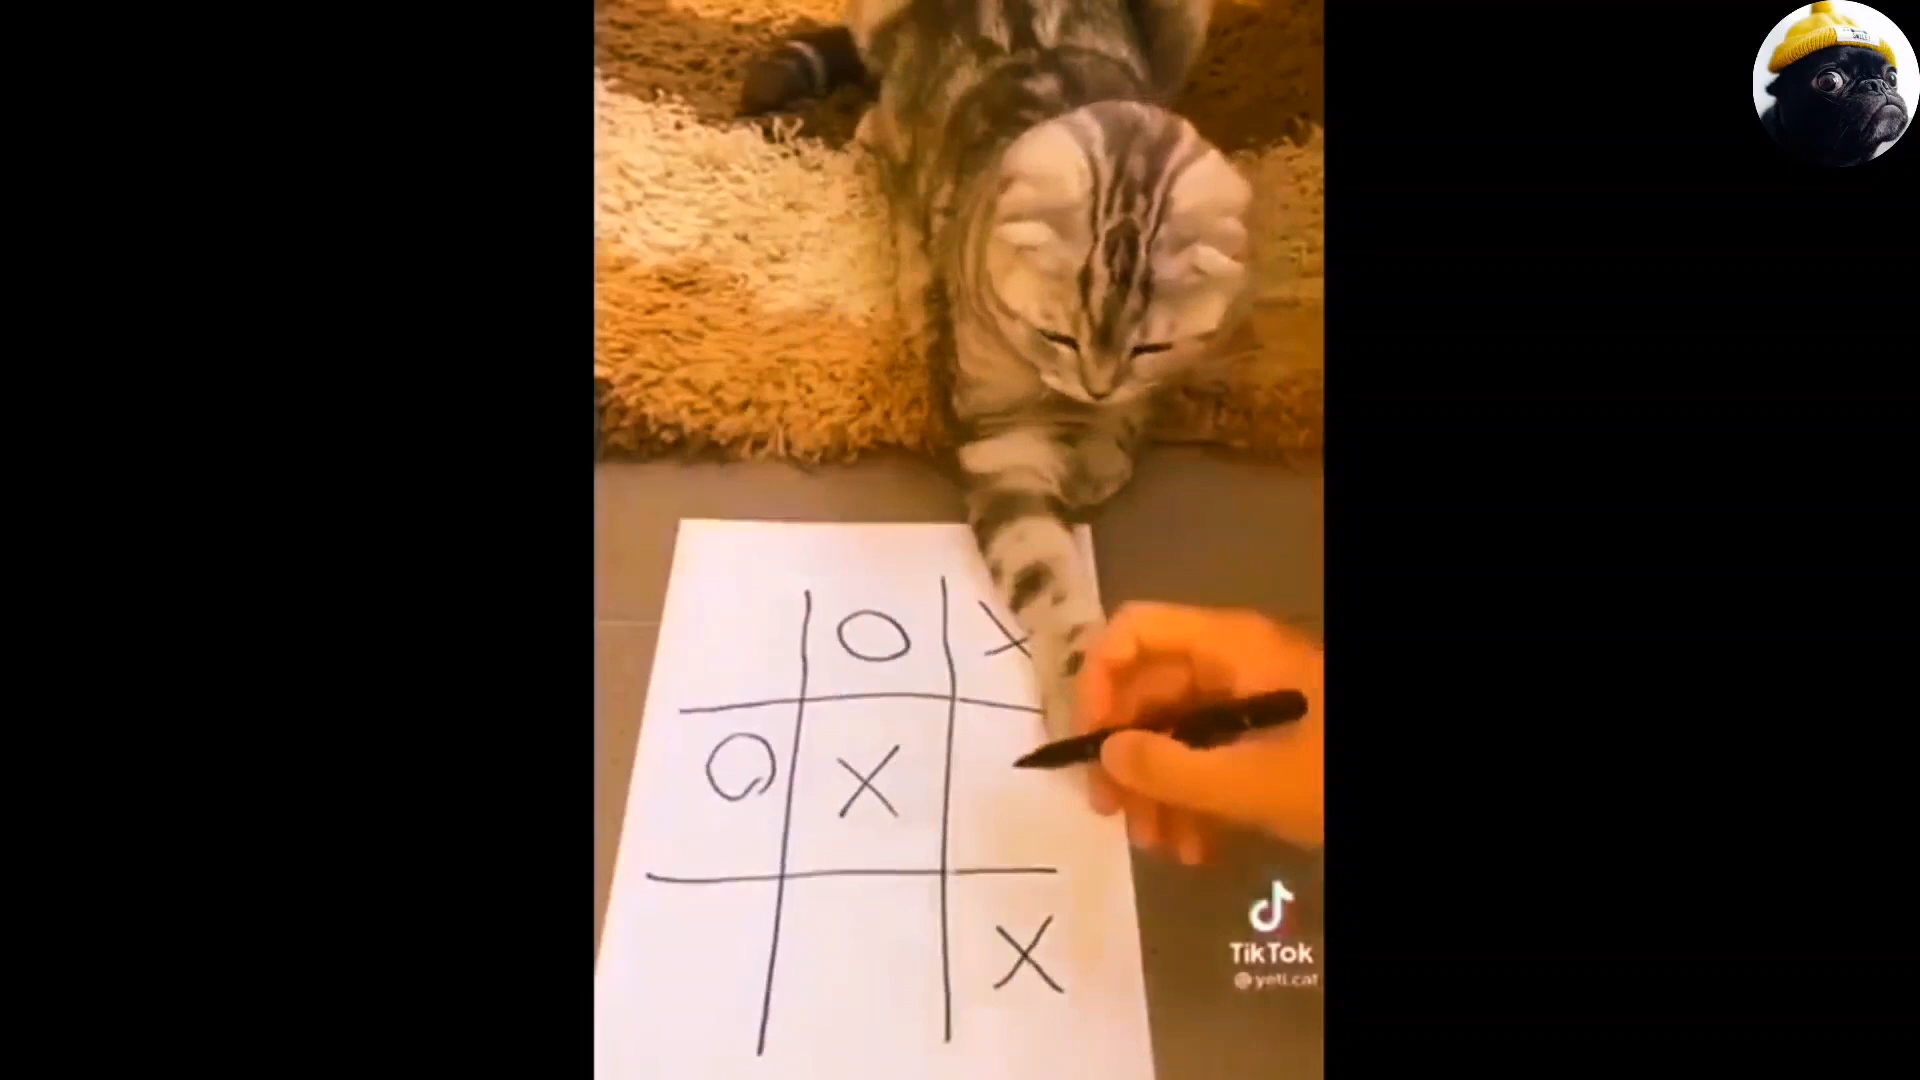 O X
O X
X
TikTok
@yeti.cat